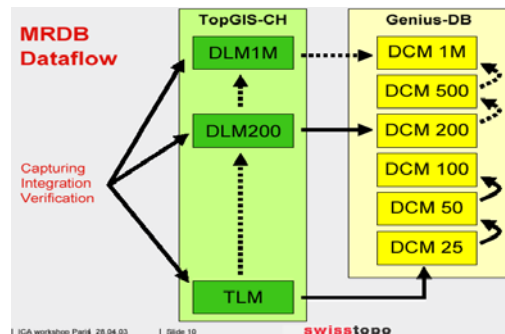 MRDB
Dataflow
TopGIS-CH
Genius-DB
DLM1M
DCM 1M
DCM 500
DLM200
DCM 200
DCM 100
Capturing
Integration
Verification
DCM 50
DCM 25
TLM
ICA workshop Paris 28.04.03
Slide 10
swisstopo